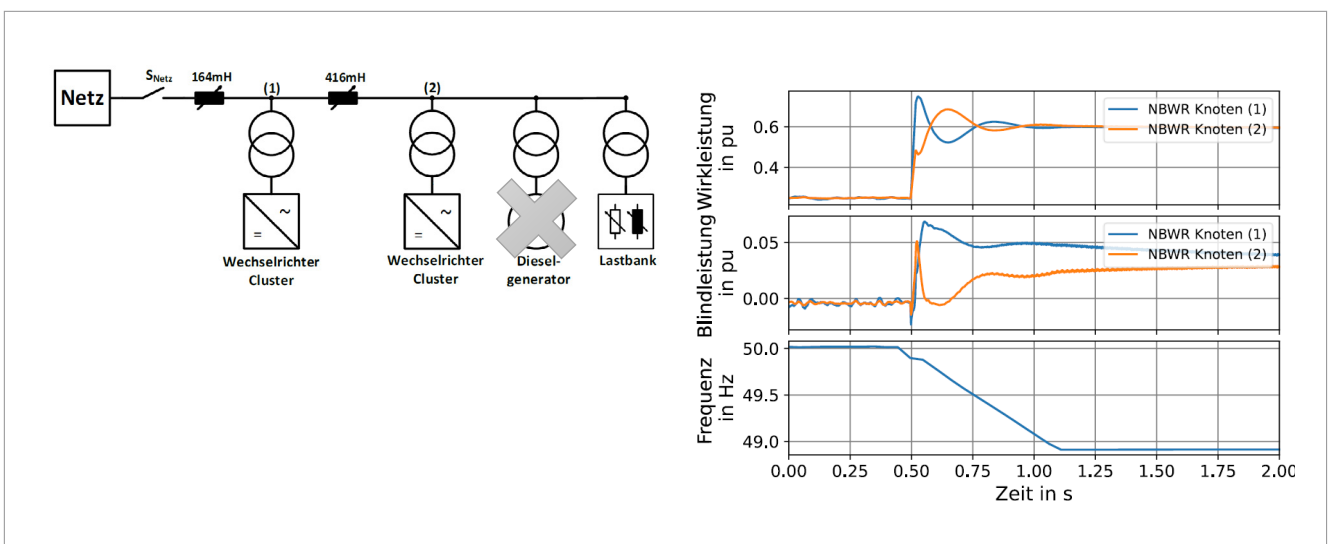 Netz
S_Netz
164mH
(1)
416mH
(2)
~
=
~
=
Wechselrichter
Cluster
Wechselrichter
Cluster
Diesel-
generator
Lastbank
Wirkleistung
in pu
0.6
0.4
NBWR Knoten (1)
NBWR Knoten (2)
Blindleistung
in pu
0.05
0.00
NBWR Knoten (1)
NBWR Knoten (2)
Frequenz
in Hz
50.0
49.5
49.0
0.00 0.25 0.50 0.75 1.00 1.25 1.50 1.75 2.00
Zeit in s